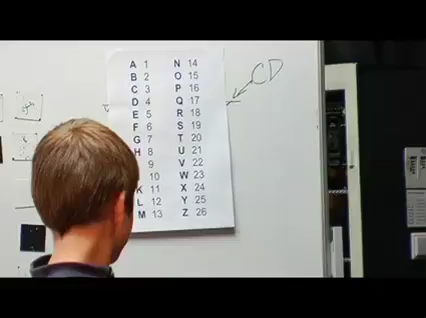 A 1 N 14
B 2 O 15
C 3 P 16
D 4 Q 17
E 5 R 18
F 6 S 19
G 7 T 20
H 8 U 21
9 V 22
10 W 23
K 11 X 24
L 12 Y 25
M 13 Z 26
CD